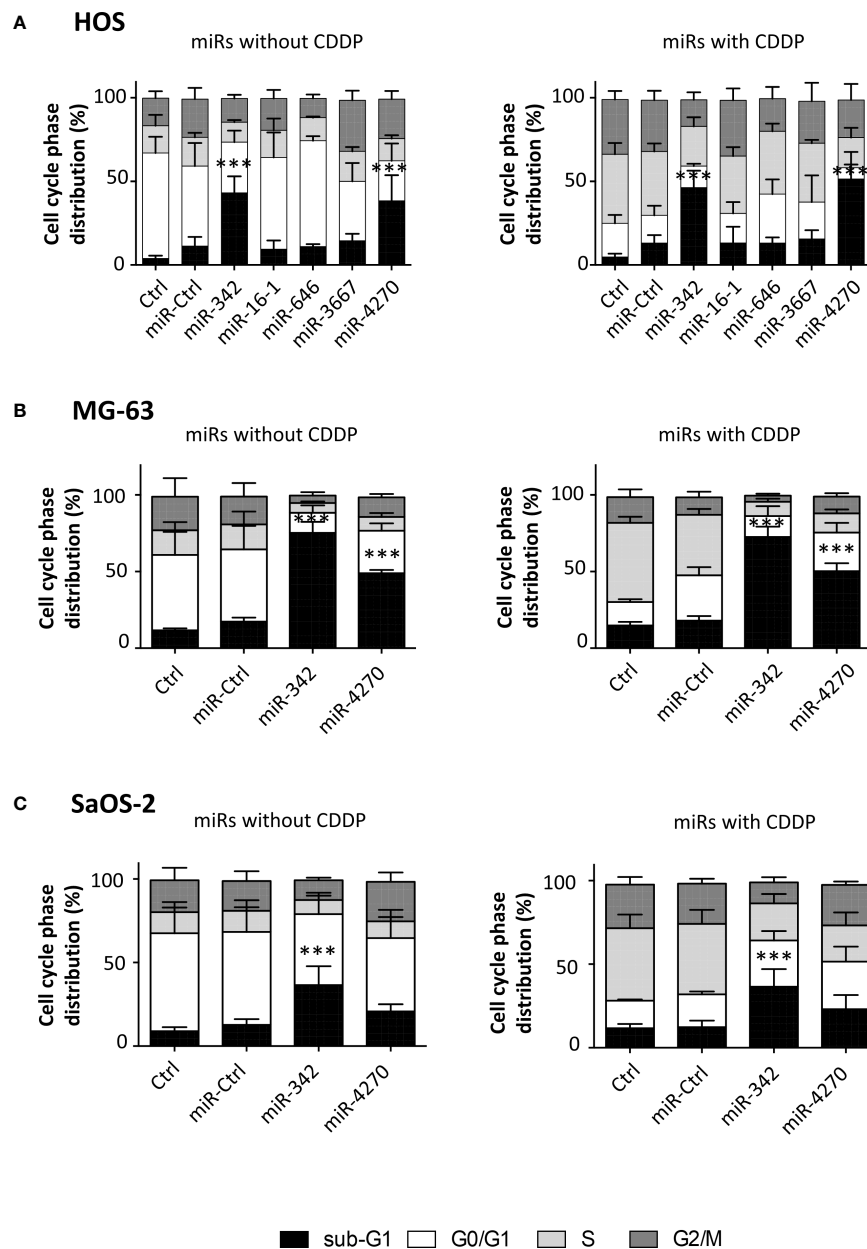 A HOS
miRs without CDDP
miRs with CDDP
Cell cycle phase
distribution (%)
100
50
0
***
***
Ctrl
miR-Ctrl
miR-342
miR-16-1
miR-646
miR-3667
miR-4270
Cell cycle phase
distribution (%)
100
50
0
***
***
Ctrl
miR-Ctrl
miR-342
miR-16-1
miR-646
miR-3667
miR-4270
B MG-63
miRs without CDDP
miRs with CDDP
Cell cycle phase
distribution (%)
100
50
0
***
***
Ctrl
miR-Ctrl
miR-342
miR-4270
Cell cycle phase
distribution (%)
100
50
0
***
***
Ctrl
miR-Ctrl
miR-342
miR-4270
C SaOS-2
miRs without CDDP
miRs with CDDP
Cell cycle phase
distribution (%)
100
50
0
***
Ctrl
miR-Ctrl
miR-342
miR-4270
Cell cycle phase
distribution (%)
100
50
0
***
Ctrl
miR-Ctrl
miR-342
miR-4270
sub-G1 G0/G1 S G2/M